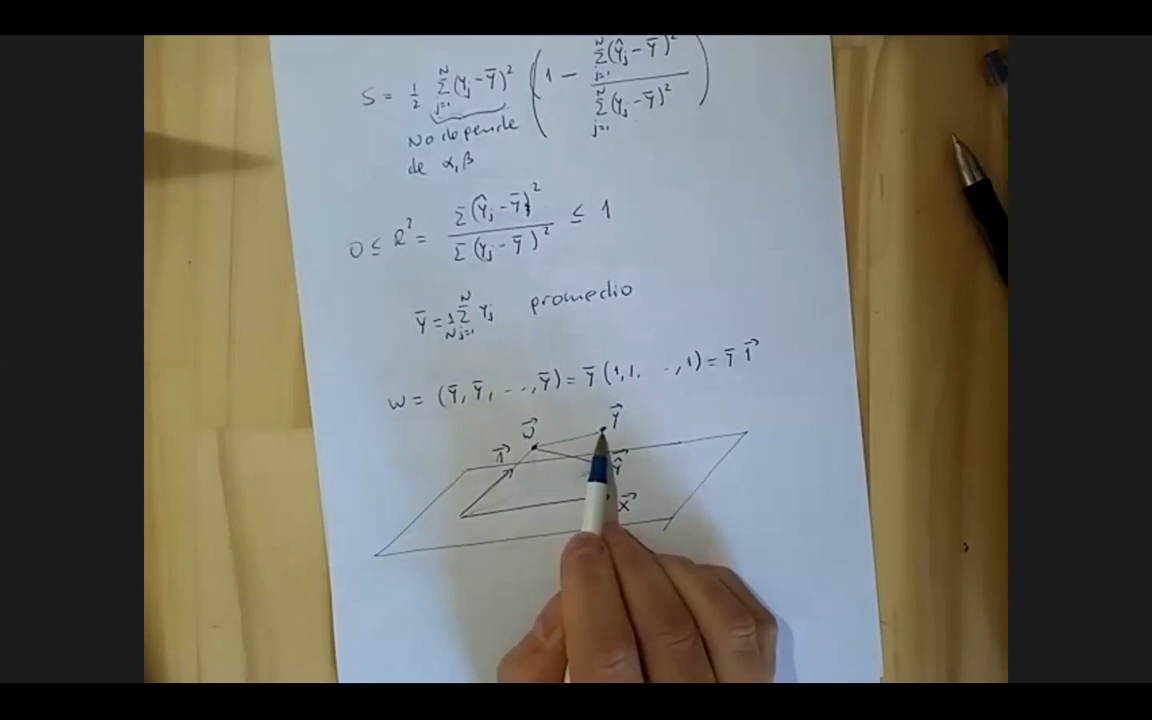 S = 1/2 Σ_{j=1}^{N} (Y_j − Ȳ)² (1 − Σ_{j=1}^{N} (Ŷ_j − Ȳ)² / Σ_{j=1}^{N} (Y_j − Ȳ)²)
No depende
de α, β
0 ≤ R² = Σ (Ŷ_j − Ȳ)² / Σ (Y_j − Ȳ)² ≤ 1
Ȳ = 1/N Σ_{j=1}^{N} Y_j promedio
W = (Ȳ, Ȳ, ..., Ȳ) = Ȳ (1, 1, ..., 1) = Ȳ 1⃗
W⃗ Y⃗
1⃗ Ŷ
X⃗